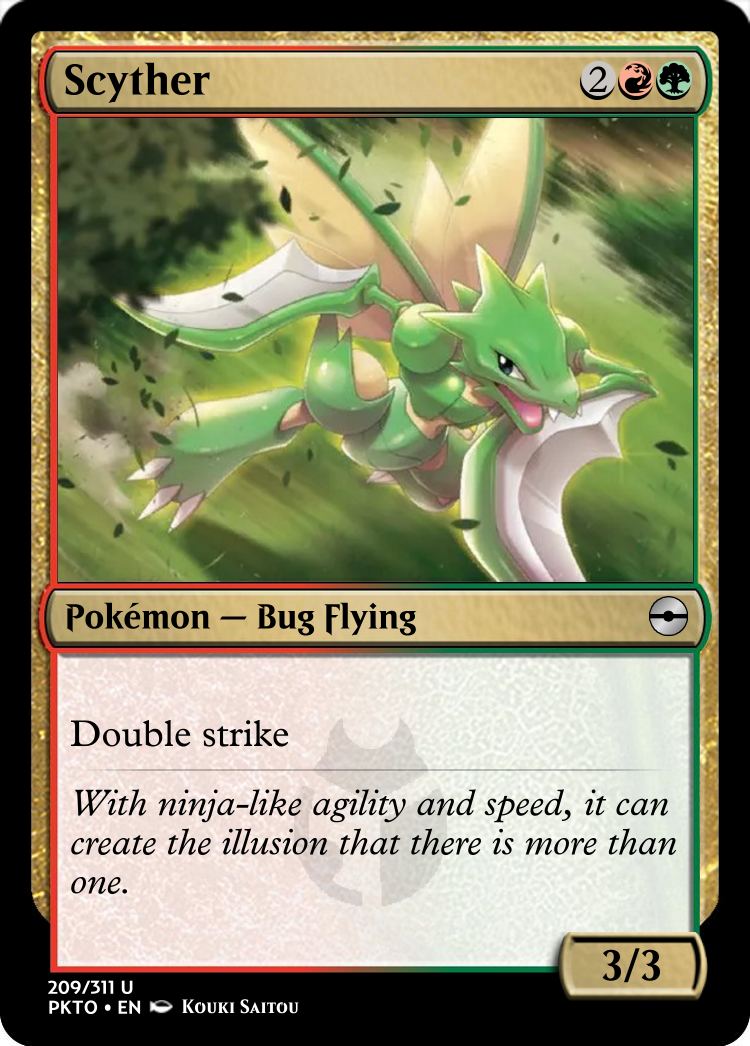 Scyther 2
Pokémon — Bug Flying
Double strike
With ninja-like agility and speed, it can
create the illusion that there is more than
one.
3/3
209/311 U
PKTO • EN Kouki Saitou